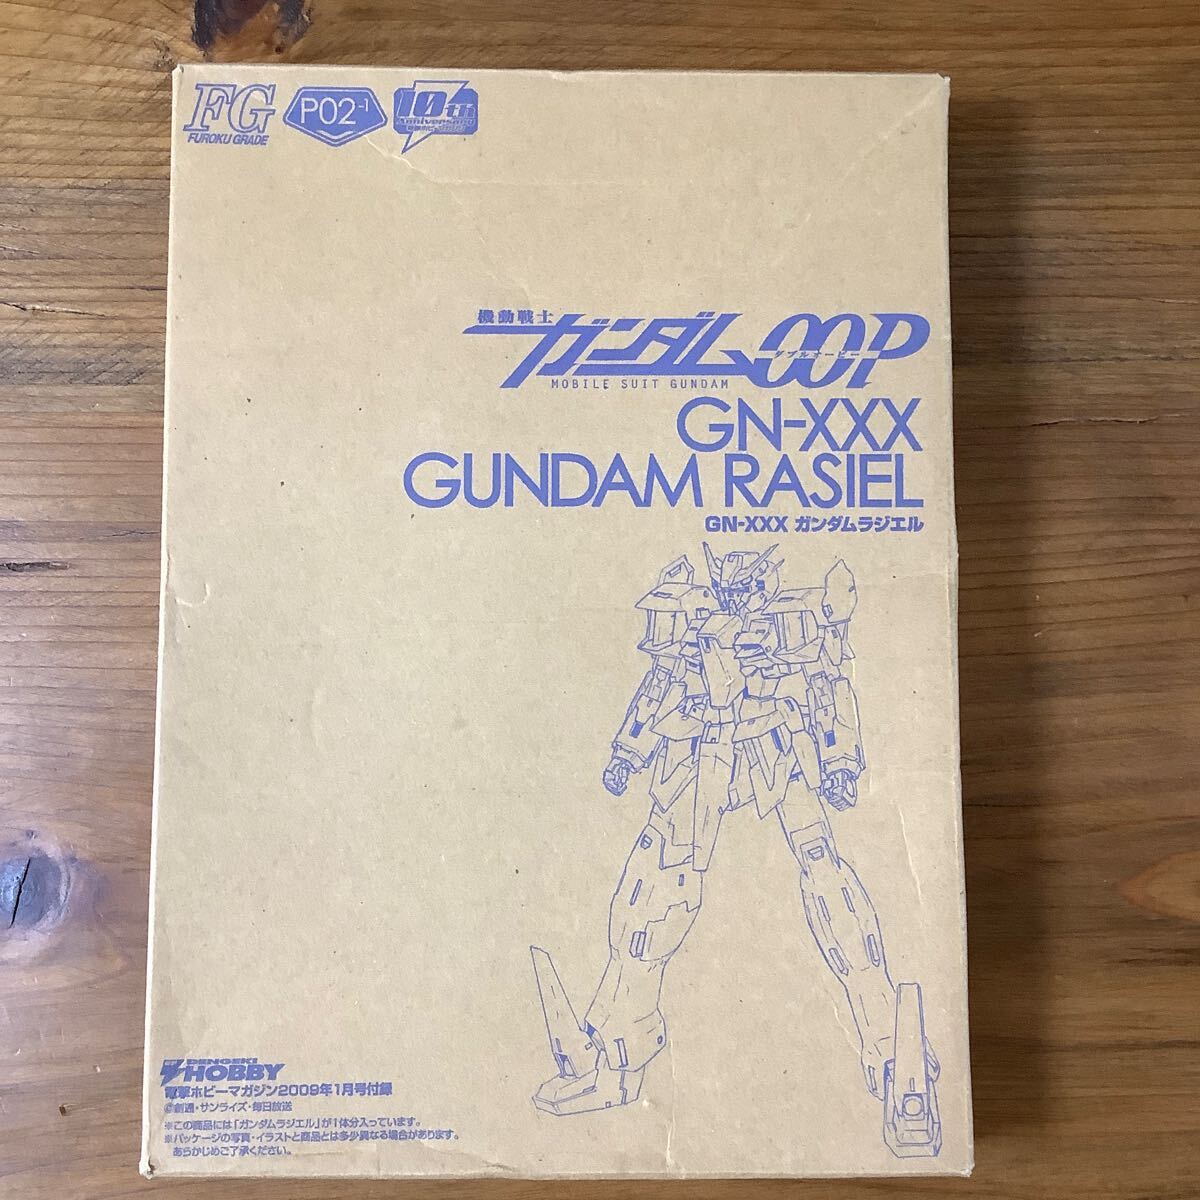 FG
FUROKU GRADE
P02-1
10th
Anniversary
機動戦士
ガンダム00P
ダブルオーピー
MOBILE SUIT GUNDAM
GN-XXX
GUNDAM RASIEL
GN-XXX ガンダムラジエル
DENGEKI
HOBBY
電撃ホビーマガジン2009年1月号付録
©創通・サンライズ・毎日放送
※この商品には「ガンダムラジエル」が1体分入っています。
※パッケージの写真・イラストと商品とは多少異なる場合があります。
あらかじめご了承ください。